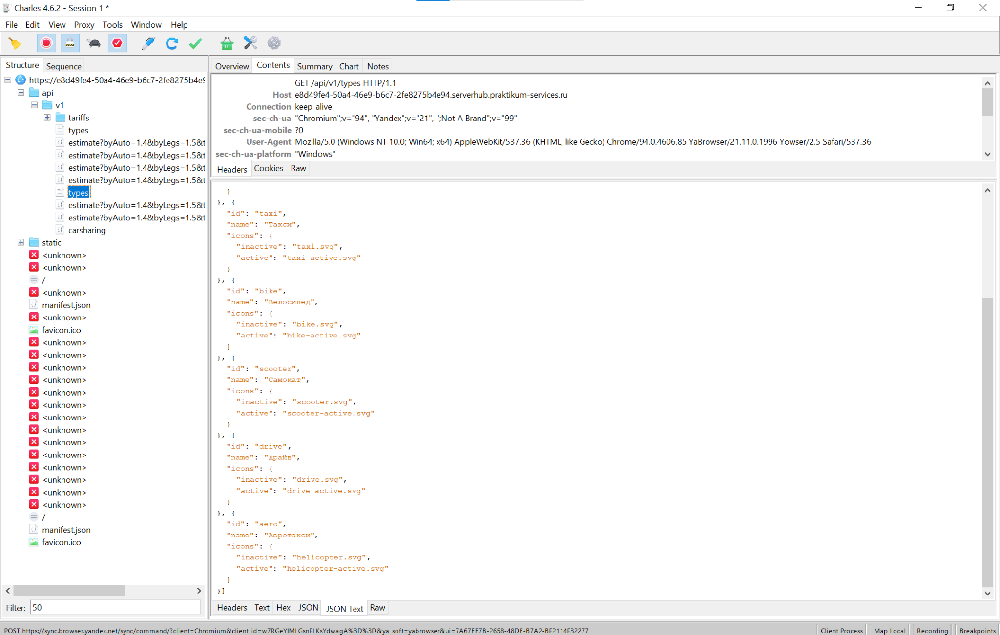 Charles 4.6.2 - Session 1 *
File Edit View Proxy Tools Window Help
Structure Sequence
https://e8d49fe4-50a4-46e9-b6c7-2fe8275b4e9
api
v1
tariffs
types
estimate?byAuto=1.4&byLegs=1.5&t
estimate?byAuto=1.4&byLegs=1.5&t
estimate?byAuto=1.4&byLegs=1.5&t
estimate?byAuto=1.4&byLegs=1.5&t
types
estimate?byAuto=1.4&byLegs=1.5&t
estimate?byAuto=1.4&byLegs=1.5&t
carsharing
static
<unknown>
<unknown>
/
<unknown>
manifest.json
<unknown>
favicon.ico
<unknown>
<unknown>
<unknown>
<unknown>
<unknown>
<unknown>
<unknown>
<unknown>
<unknown>
<unknown>
<unknown>
<unknown>
<unknown>
<unknown>
/
manifest.json
favicon.ico
Filter: 50
Overview Contents Summary Chart Notes
GET /api/v1/types HTTP/1.1
Host e8d49fe4-50a4-46e9-b6c7-2fe8275b4e94.serverhub.praktikum-services.ru
Connection keep-alive
sec-ch-ua "Chromium";v="94", "Yandex";v="21", ";Not A Brand";v="99"
sec-ch-ua-mobile ?0
User-Agent Mozilla/5.0 (Windows NT 10.0; Win64; x64) AppleWebKit/537.36 (KHTML, like Gecko) Chrome/94.0.4606.85 YaBrowser/21.11.0.1996 Yowser/2.5 Safari/537.36
sec-ch-ua-platform "Windows"
Headers Cookies Raw
}
}, {
"id": "taxi",
"name": "Такси",
"icons": {
"inactive": "taxi.svg",
"active": "taxi-active.svg"
}
}, {
"id": "bike",
"name": "Велосипед",
"icons": {
"inactive": "bike.svg",
"active": "bike-active.svg"
}
}, {
"id": "scooter",
"name": "Самокат",
"icons": {
"inactive": "scooter.svg",
"active": "scooter-active.svg"
}
}, {
"id": "drive",
"name": "Драйв",
"icons": {
"inactive": "drive.svg",
"active": "drive-active.svg"
}
}, {
"id": "aero",
"name": "Аэротакси",
"icons": {
"inactive": "helicopter.svg",
"active": "helicopter-active.svg"
}
}]
Headers Text Hex JSON JSON Text Raw
POST https://sync.browser.yandex.net/sync/command/?client=Chromium&client_id=w7RGeYIMLGsnFLKsYdwagA%3D%3D&ya_soft=yabrowser&ui=7A67EE7B-2658-48DE-B7A2-BF2114F32277
Client Process Map Local Recording Breakpoints